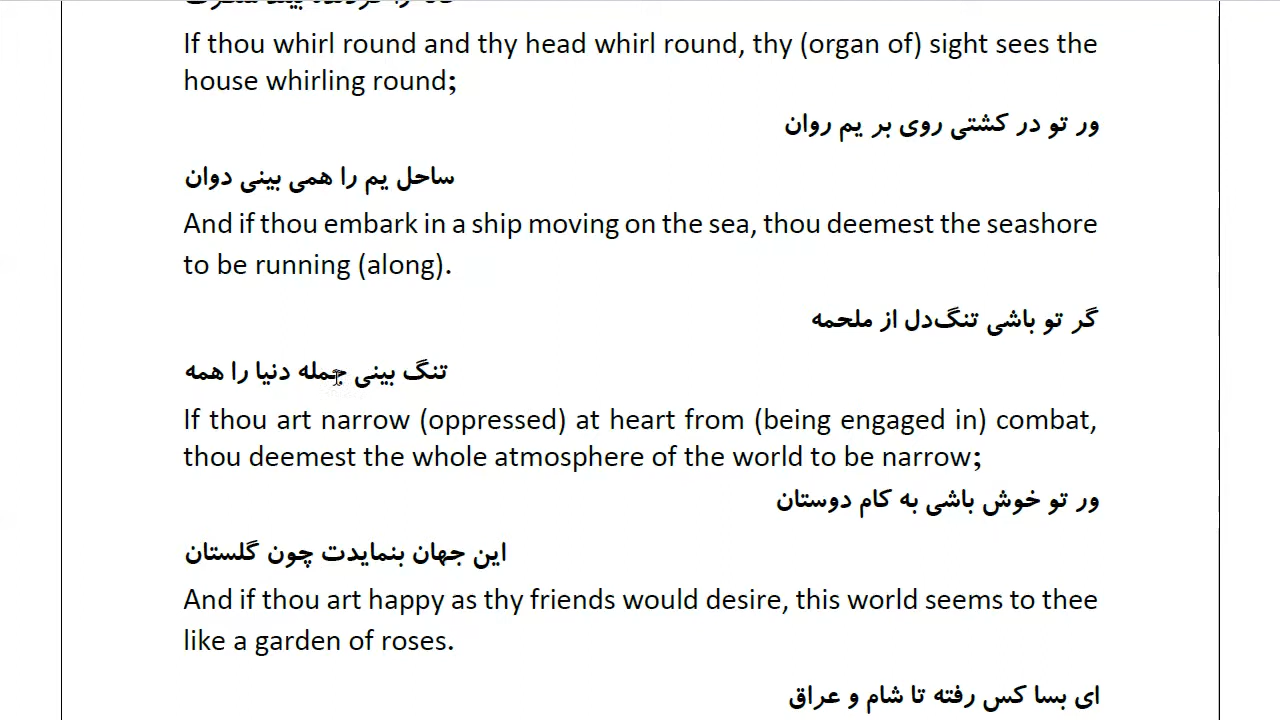 If thou whirl round and thy head whirl round, thy (organ of) sight sees the
house whirling round;
ور تو در کشتی روی بر یم روان
ساحل یم را همی بینی دوان
And if thou embark in a ship moving on the sea, thou deemest the seashore
to be running (along).
گر تو باشی تنگ‌دل از ملحمه
تنگ بینی جمله دنیا را همه
If thou art narrow (oppressed) at heart from (being engaged in) combat,
thou deemest the whole atmosphere of the world to be narrow;
ور تو خوش باشی به کام دوستان
این جهان بنمایدت چون گلستان
And if thou art happy as thy friends would desire, this world seems to thee
like a garden of roses.
ای بسا کس رفته تا شام و عراق